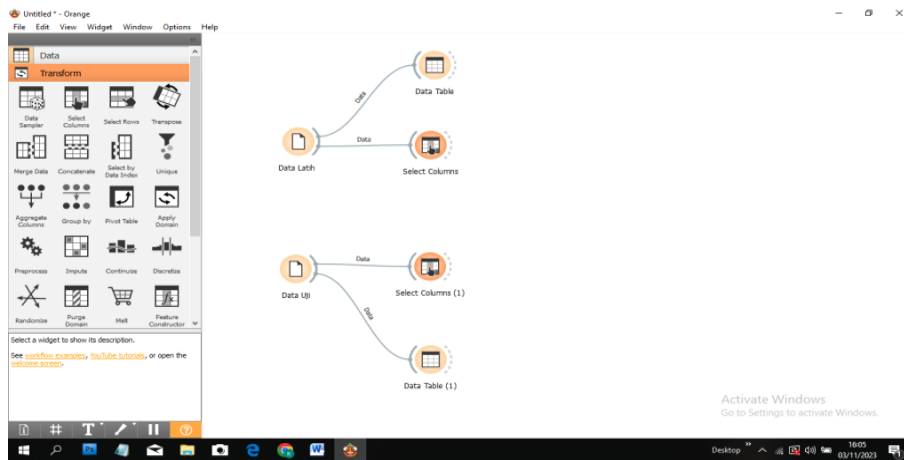 Untitled * - Orange
File Edit View Widget Window Options Help
Data
Transform
Data Sampler
Select Columns
Select Rows
Transpose
Merge Data
Concatenate
Select by Data Index
Unique
Aggregate Columns
Group by
Pivot Table
Apply Domain
Preprocess
Impute
Continuize
Discretize
Randomize
Purge Domain
Melt
Feature Constructor
Select a widget to show its description.
See workflow examples, YouTube tutorials, or open the
welcome screen.
Data
Data Table
Data
Data Latih
Select Columns
Data
Data Uji
Select Columns (1)
Data
Data Table (1)
Activate Windows
Go to Settings to activate Windows.
Desktop
16:05
03/11/2023